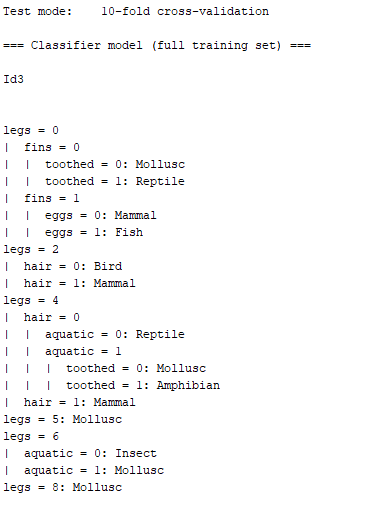 Test mode:    10-fold cross-validation
=== Classifier model (full training set) ===
Id3
legs = 0
|  fins = 0
|  |  toothed = 0: Mollusc
|  |  toothed = 1: Reptile
|  fins = 1
|  |  eggs = 0: Mammal
|  |  eggs = 1: Fish
legs = 2
|  hair = 0: Bird
|  hair = 1: Mammal
legs = 4
|  hair = 0
|  |  aquatic = 0: Reptile
|  |  aquatic = 1
|  |  |  toothed = 0: Mollusc
|  |  |  toothed = 1: Amphibian
|  hair = 1: Mammal
legs = 5: Mollusc
legs = 6
|  aquatic = 0: Insect
|  aquatic = 1: Mollusc
legs = 8: Mollusc